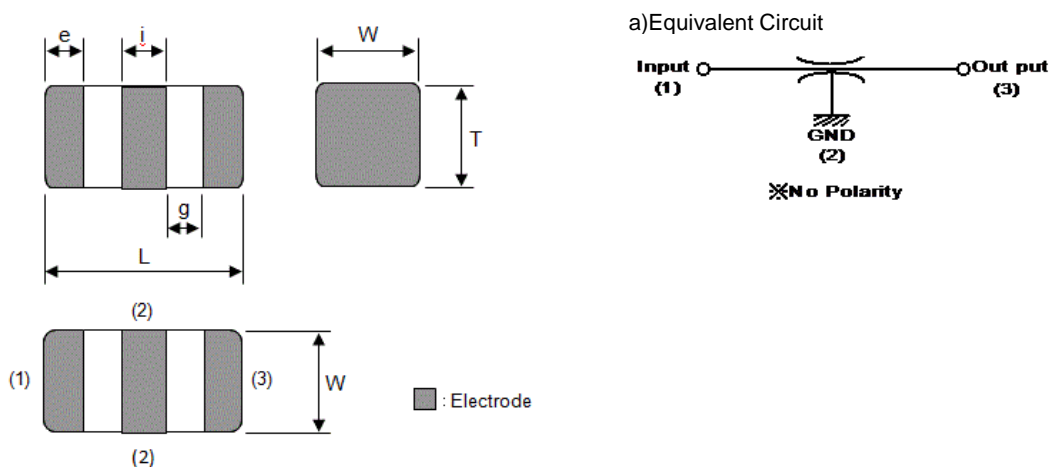 e
i
W
T
g
L
(2)
(1)
(3)
W
(2)
: Electrode
a)Equivalent Circuit
Input
(1)
Out put
(3)
GND
(2)
※No Polarity